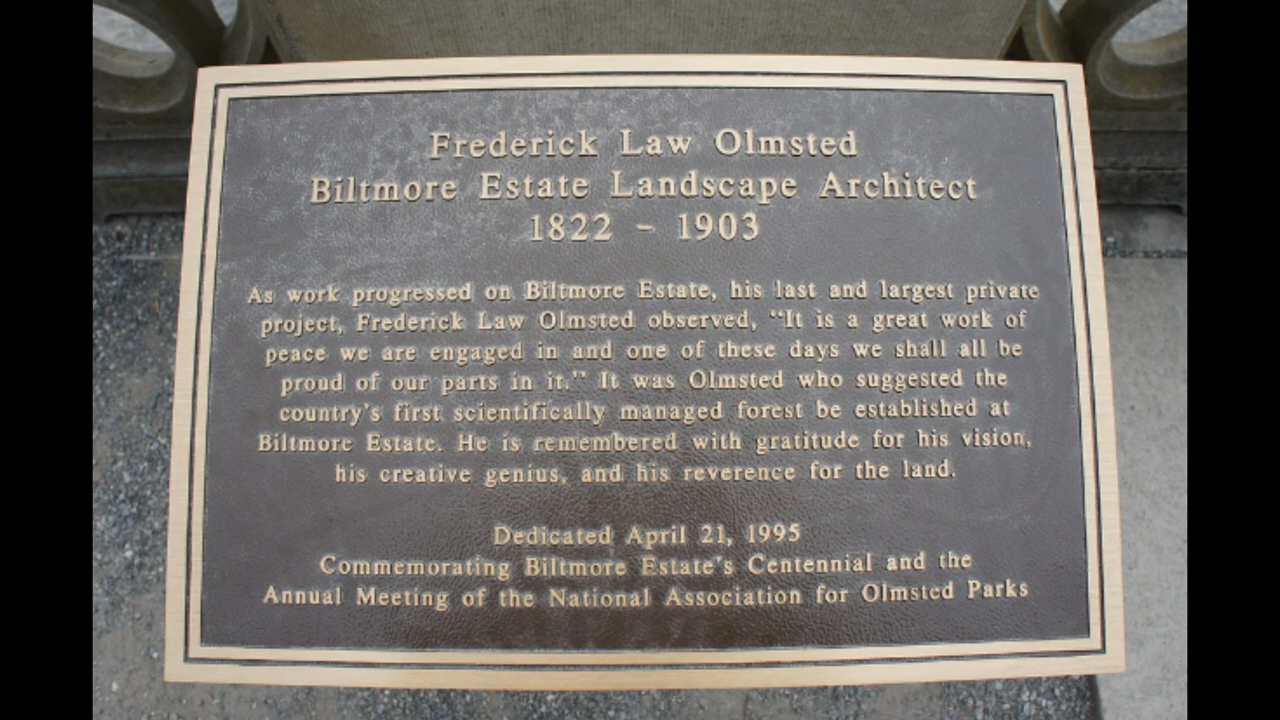 Frederick Law Olmsted
Biltmore Estate Landscape Architect
1822 - 1903
As work progressed on Biltmore Estate, his last and largest private
project, Frederick Law Olmsted observed, "It is a great work of
peace we are engaged in and one of these days we shall all be
proud of our parts in it." It was Olmsted who suggested the
country's first scientifically managed forest be established at
Biltmore Estate. He is remembered with gratitude for his vision,
his creative genius, and his reverence for the land.
Dedicated April 21, 1995
Commemorating Biltmore Estate's Centennial and the
Annual Meeting of the National Association for Olmsted Parks